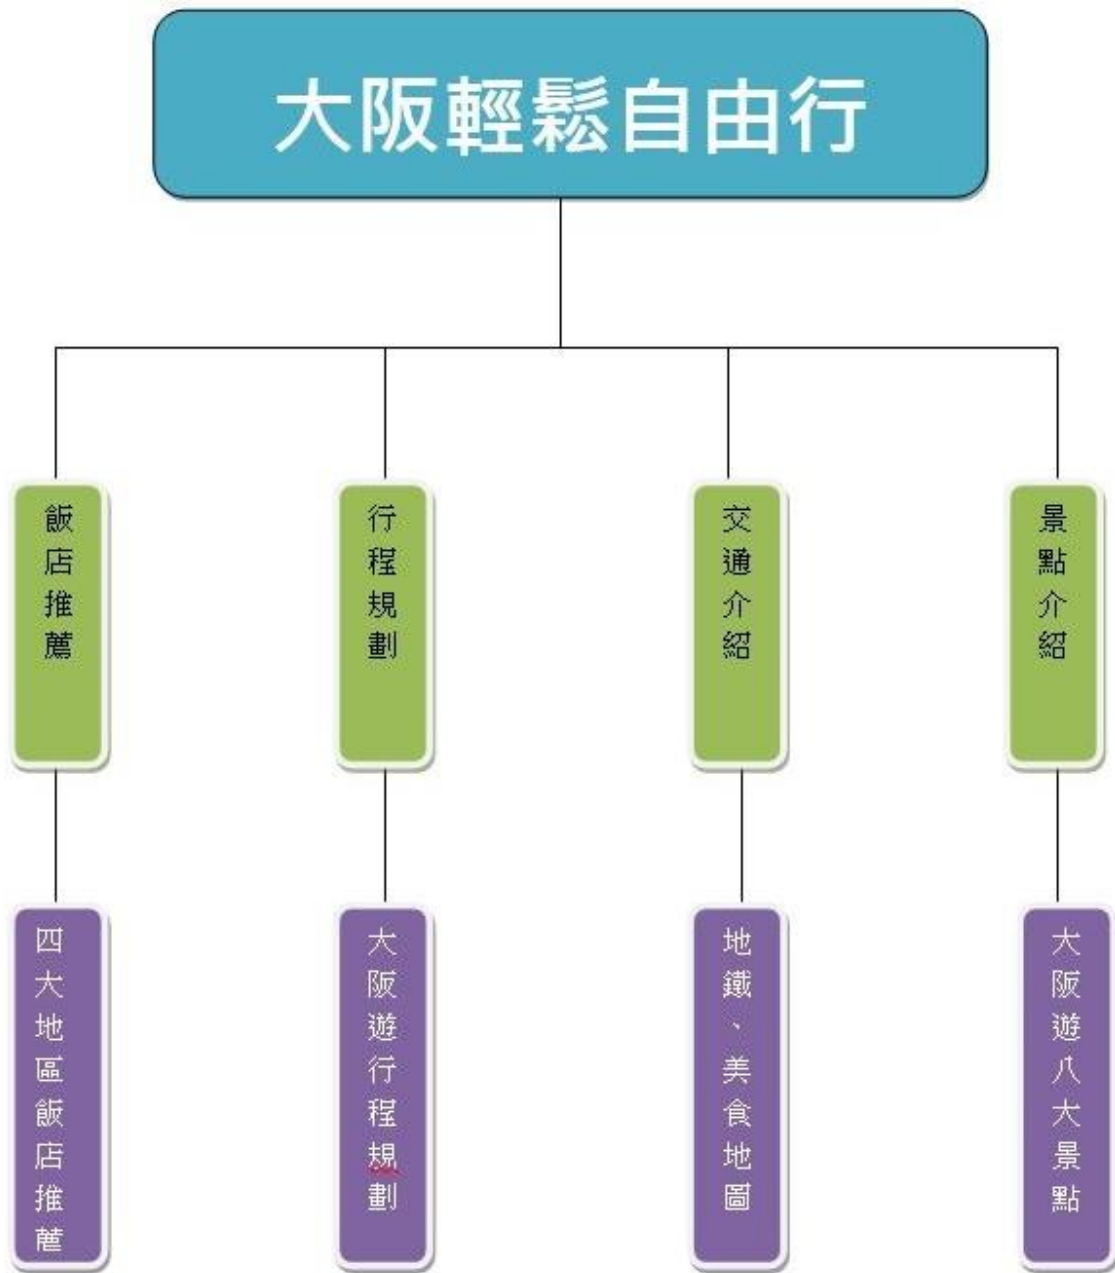 大阪輕鬆自由行
飯店推薦
行程規劃
交通介紹
景點介紹
四大地區飯店推薦
大阪遊行程規劃
地鐵、美食地圖
大阪遊八大景點